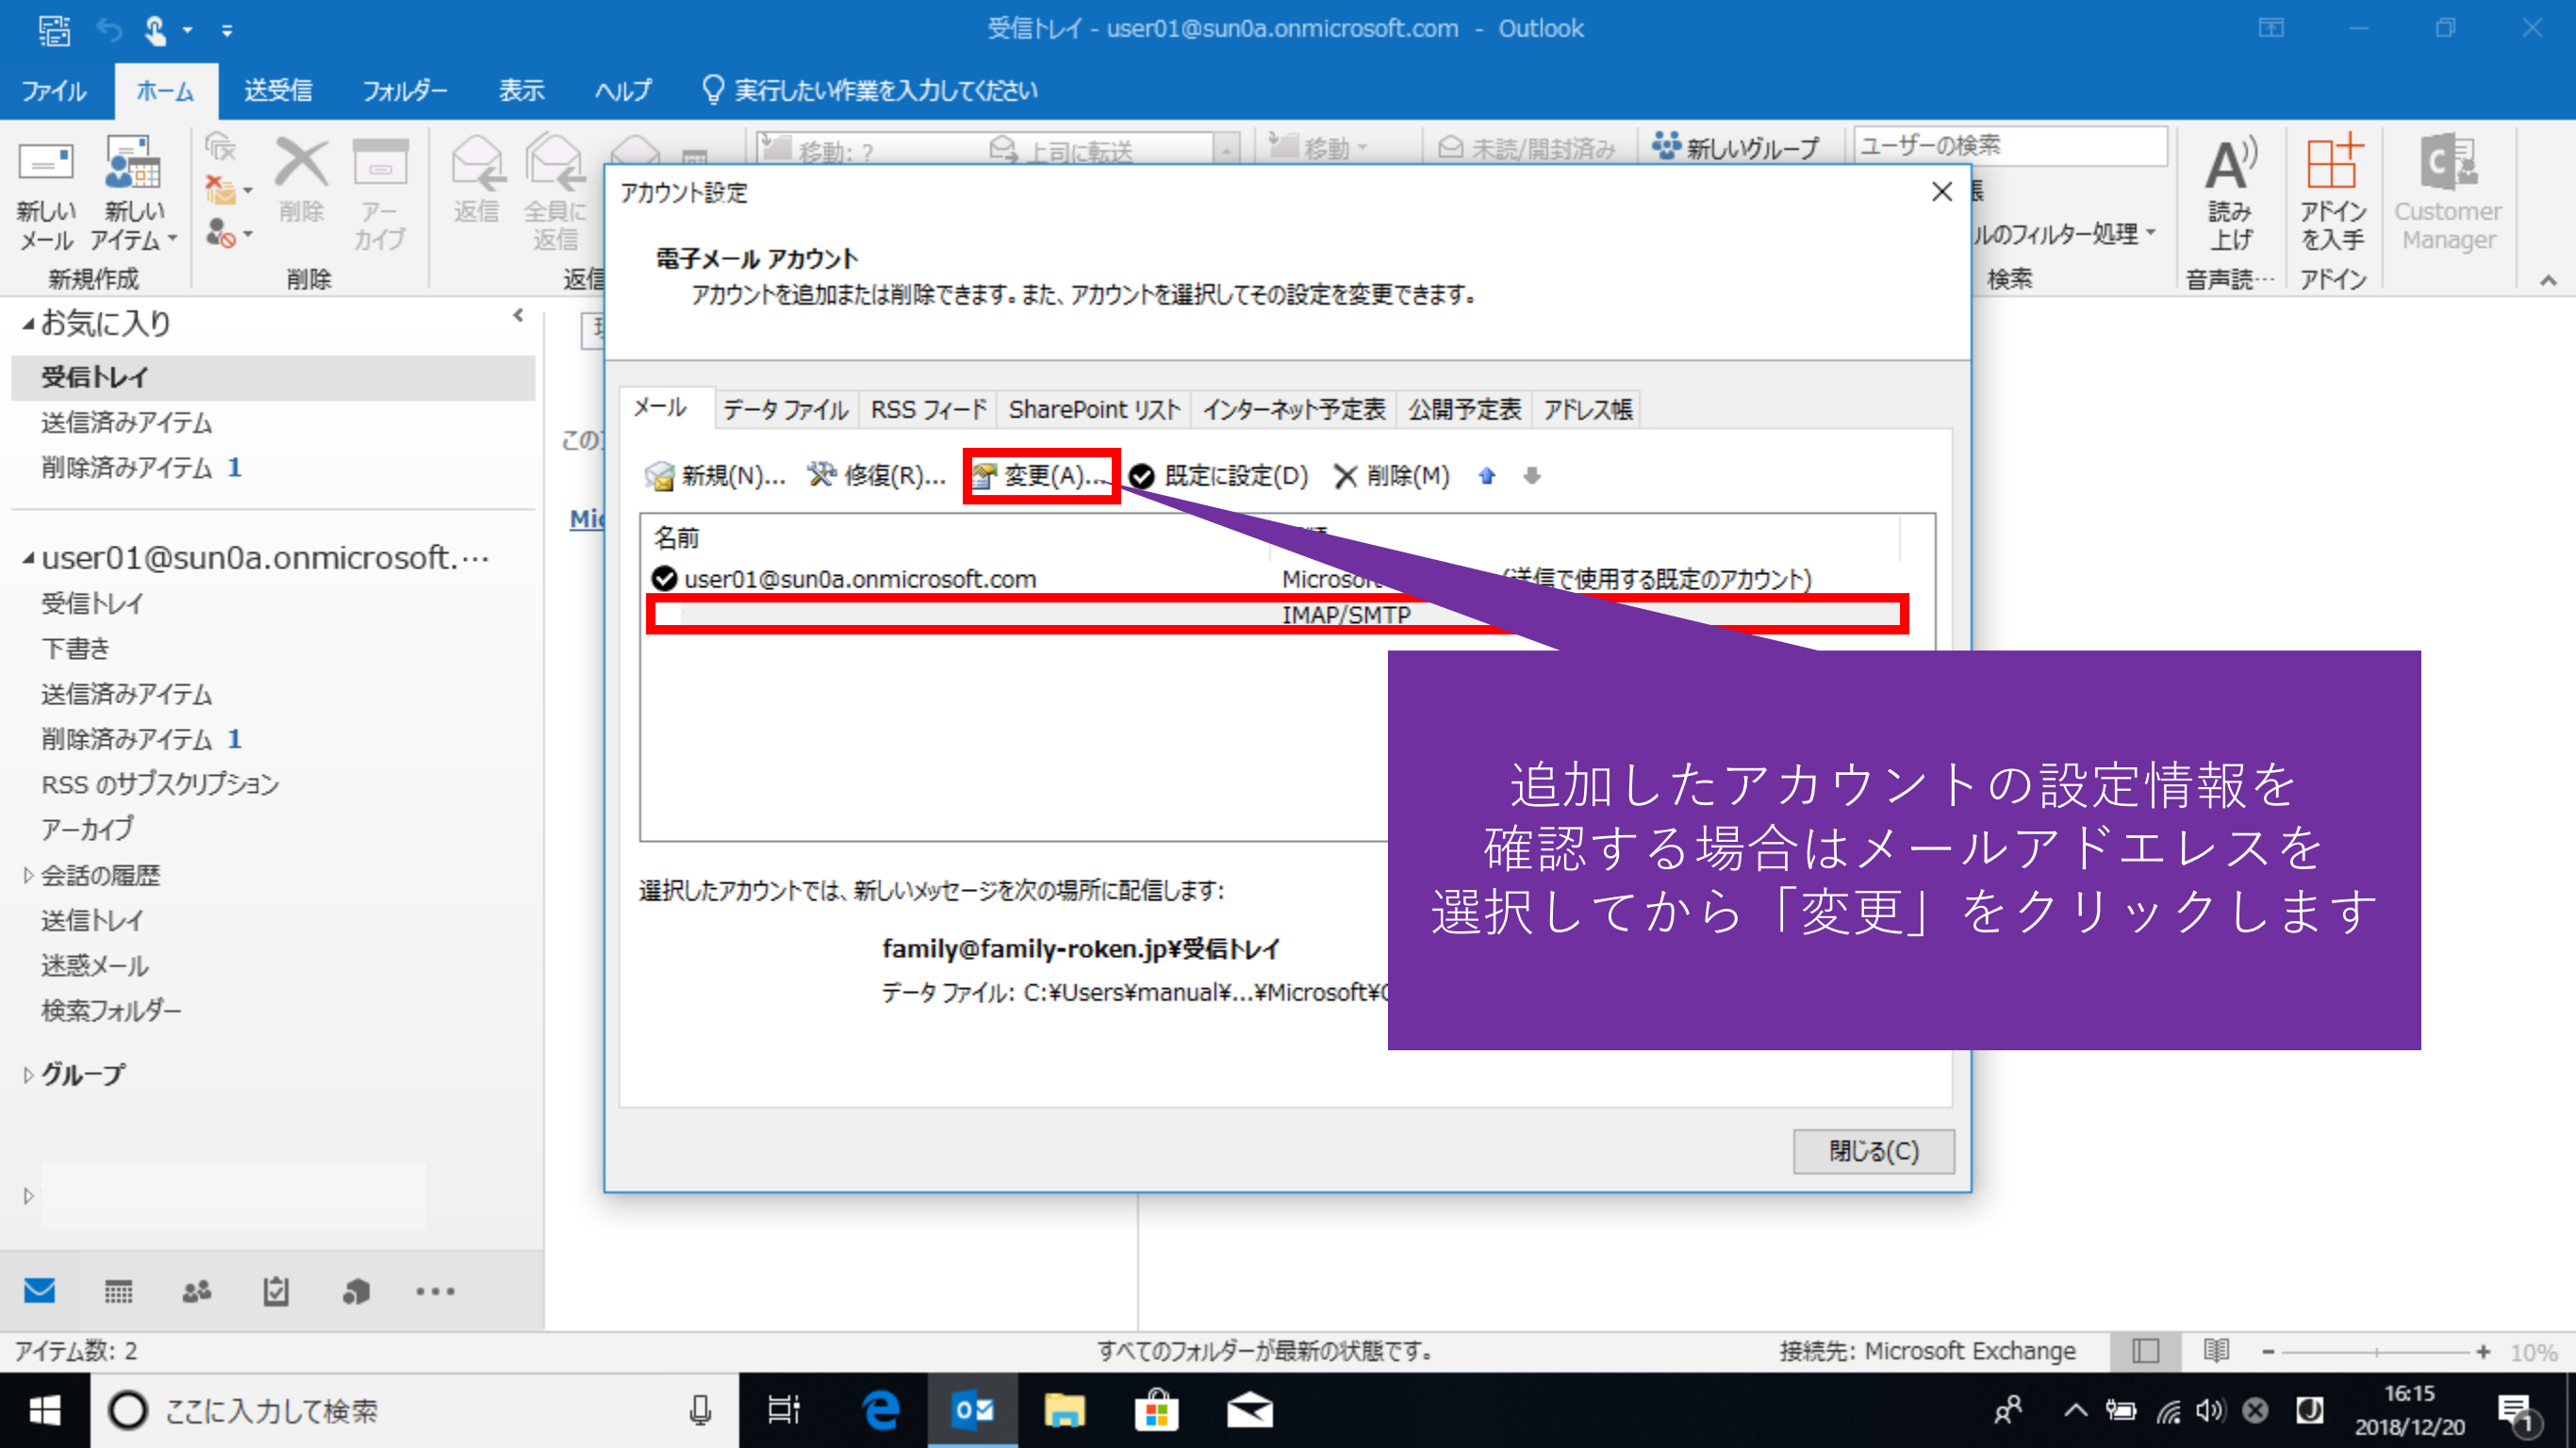 受信トレイ - user01@sun0a.onmicrosoft.com - Outlook
ファイル ホーム 送受信 フォルダー 表示 ヘルプ 実行したい作業を入力してください
新しい
メール
新しい
アイテム
新規作成
削除
アー
カイブ
削除
返信
全員に
返信
返信
移動: ?
上司に転送
移動
未読/開封済み
新しいグループ
ユーザーの検索
ルのフィルター処理
検索
読み
上げ
音声読…
アドイン
を入手
アドイン
Customer
Manager
お気に入り
受信トレイ
送信済みアイテム
削除済みアイテム 1
user01@sun0a.onmicrosoft.…
受信トレイ
下書き
送信済みアイテム
削除済みアイテム 1
RSS のサブスクリプション
アーカイブ
会話の履歴
送信トレイ
迷惑メール
検索フォルダー
グループ
この
Mic
アカウント設定
電子メール アカウント
アカウントを追加または削除できます。また、アカウントを選択してその設定を変更できます。
メール データ ファイル RSS フィード SharePoint リスト インターネット予定表 公開予定表 アドレス帳
新規(N)... 修復(R)... 変更(A)... 既定に設定(D) 削除(M)
名前
user01@sun0a.onmicrosoft.com Microsoft (送信で使用する既定のアカウント)
IMAP/SMTP
選択したアカウントでは、新しいメッセージを次の場所に配信します:
family@family-roken.jp¥受信トレイ
データ ファイル: C:¥Users¥manual¥...¥Microsoft¥
追加したアカウントの設定情報を
確認する場合はメールアドエレスを
選択してから「変更」をクリックします
閉じる(C)
アイテム数: 2 すべてのフォルダーが最新の状態です。 接続先: Microsoft Exchange 10%
ここに入力して検索
16:15
2018/12/20
1